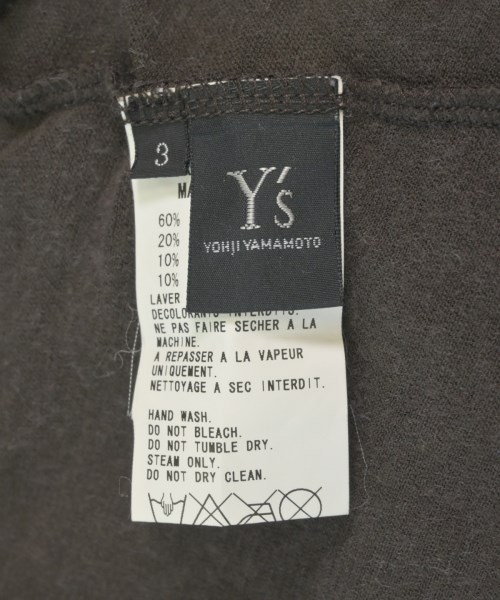 3
Y's
YOHJI YAMAMOTO
60%
20%
10%
10%
LAVER
DECOLORANTS INTERDITS.
NE PAS FAIRE SECHER A LA
MACHINE.
A REPASSER A LA VAPEUR
UNIQUEMENT.
NETTOYAGE A SEC INTERDIT.
HAND WASH.
DO NOT BLEACH.
DO NOT TUMBLE DRY.
STEAM ONLY.
DO NOT DRY CLEAN.